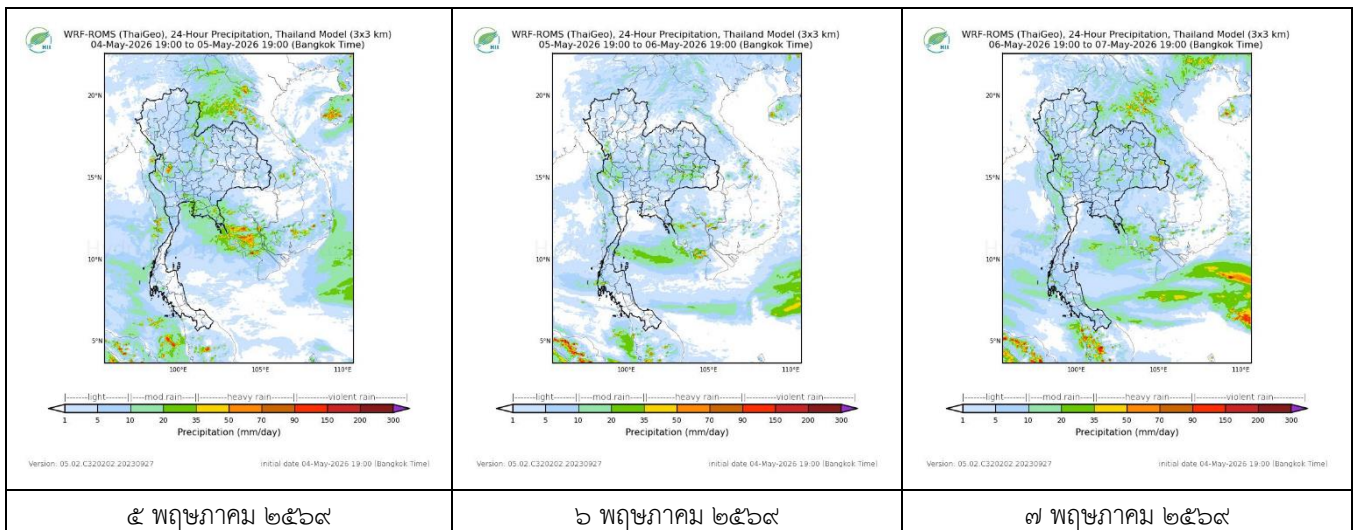 WRF-ROMS (ThaiGeo), 24-Hour Precipitation, Thailand Model (3x3 km)
04-May-2026 19:00 to 05-May-2026 19:00 (Bangkok Time)
20°N
15°N
10°N
5°N
100°E 105°E 110°E
light mod rain heavy rain violent rain
1 5 10 20 35 50 70 90 150 200 300
Precipitation (mm/day)
Version: 05.02.C320202.20230927 initial date 04-May-2026 19:00 (Bangkok Time)
๕ พฤษภาคม ๒๕๖๙
WRF-ROMS (ThaiGeo), 24-Hour Precipitation, Thailand Model (3x3 km)
05-May-2026 19:00 to 06-May-2026 19:00 (Bangkok Time)
20°N
15°N
10°N
5°N
100°E 105°E 110°E
light mod rain heavy rain violent rain
1 5 10 20 35 50 70 90 150 200 300
Precipitation (mm/day)
Version: 05.02.C320202.20230927 initial date 04-May-2026 19:00 (Bangkok Time)
๖ พฤษภาคม ๒๕๖๙
WRF-ROMS (ThaiGeo), 24-Hour Precipitation, Thailand Model (3x3 km)
06-May-2026 19:00 to 07-May-2026 19:00 (Bangkok Time)
20°N
15°N
10°N
5°N
100°E 105°E 110°E
light mod rain heavy rain violent rain
1 5 10 20 35 50 70 90 150 200 300
Precipitation (mm/day)
Version: 05.02.C320202.20230927 initial date 04-May-2026 19:00 (Bangkok Time)
๗ พฤษภาคม ๒๕๖๙